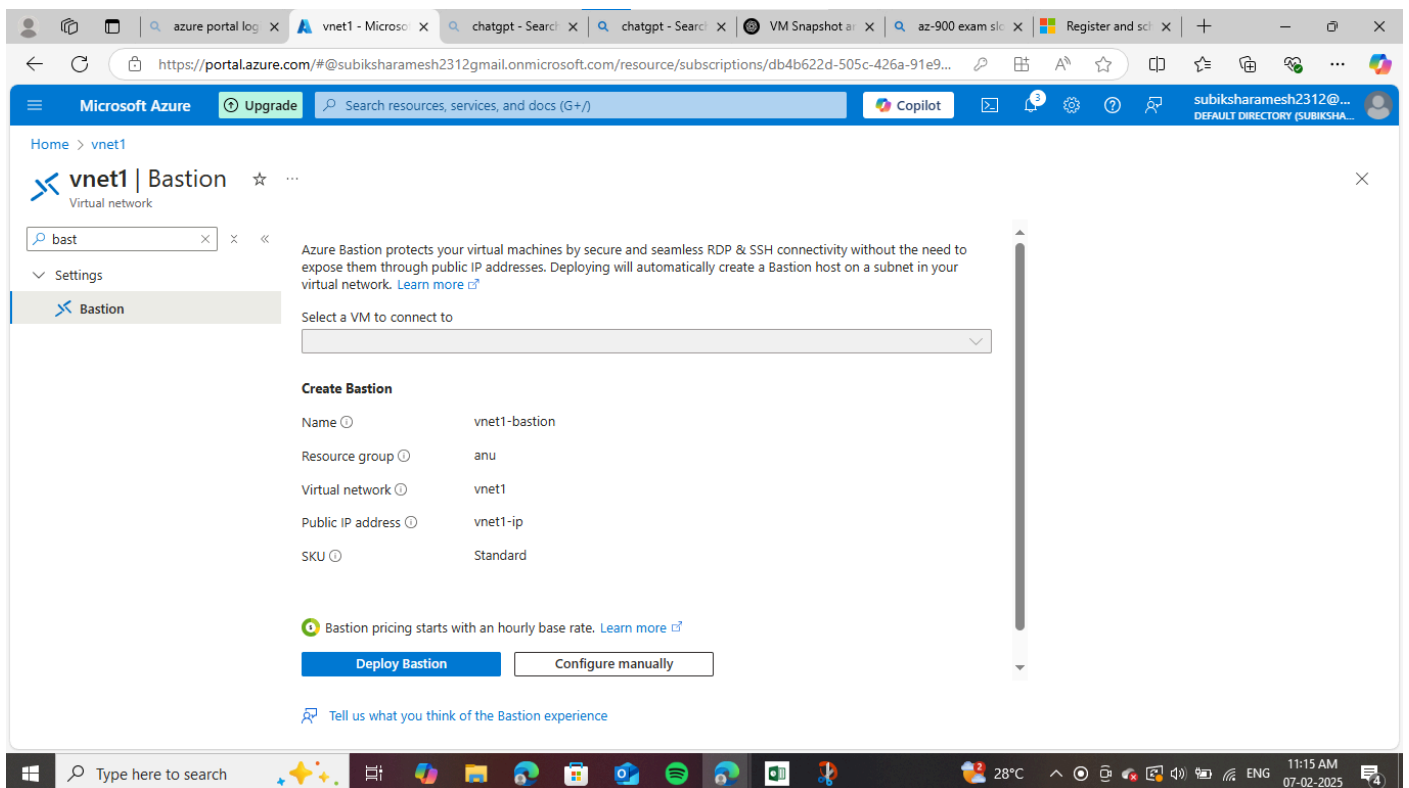 azure portal log
vnet1 - Microso
chatgpt - Search
chatgpt - Search
VM Snapshot ar
az-900 exam slo
Register and sch
https://portal.azure.com/#@subiksharamesh2312gmail.onmicrosoft.com/resource/subscriptions/db4b622d-505c-426a-91e9...
Microsoft Azure
Upgrade
Search resources, services, and docs (G+/)
Copilot
3
subiksharamesh2312@...
DEFAULT DIRECTORY (SUBIKSHA...
Home > vnet1
vnet1 | Bastion
Virtual network
bast
Settings
Bastion
Azure Bastion protects your virtual machines by secure and seamless RDP & SSH connectivity without the need to
expose them through public IP addresses. Deploying will automatically create a Bastion host on a subnet in your
virtual network. Learn more
Select a VM to connect to
Create Bastion
Name vnet1-bastion
Resource group anu
Virtual network vnet1
Public IP address vnet1-ip
SKU Standard
Bastion pricing starts with an hourly base rate. Learn more
Deploy Bastion
Configure manually
Tell us what you think of the Bastion experience
Type here to search
2
28°C
ENG
11:15 AM
07-02-2025
4